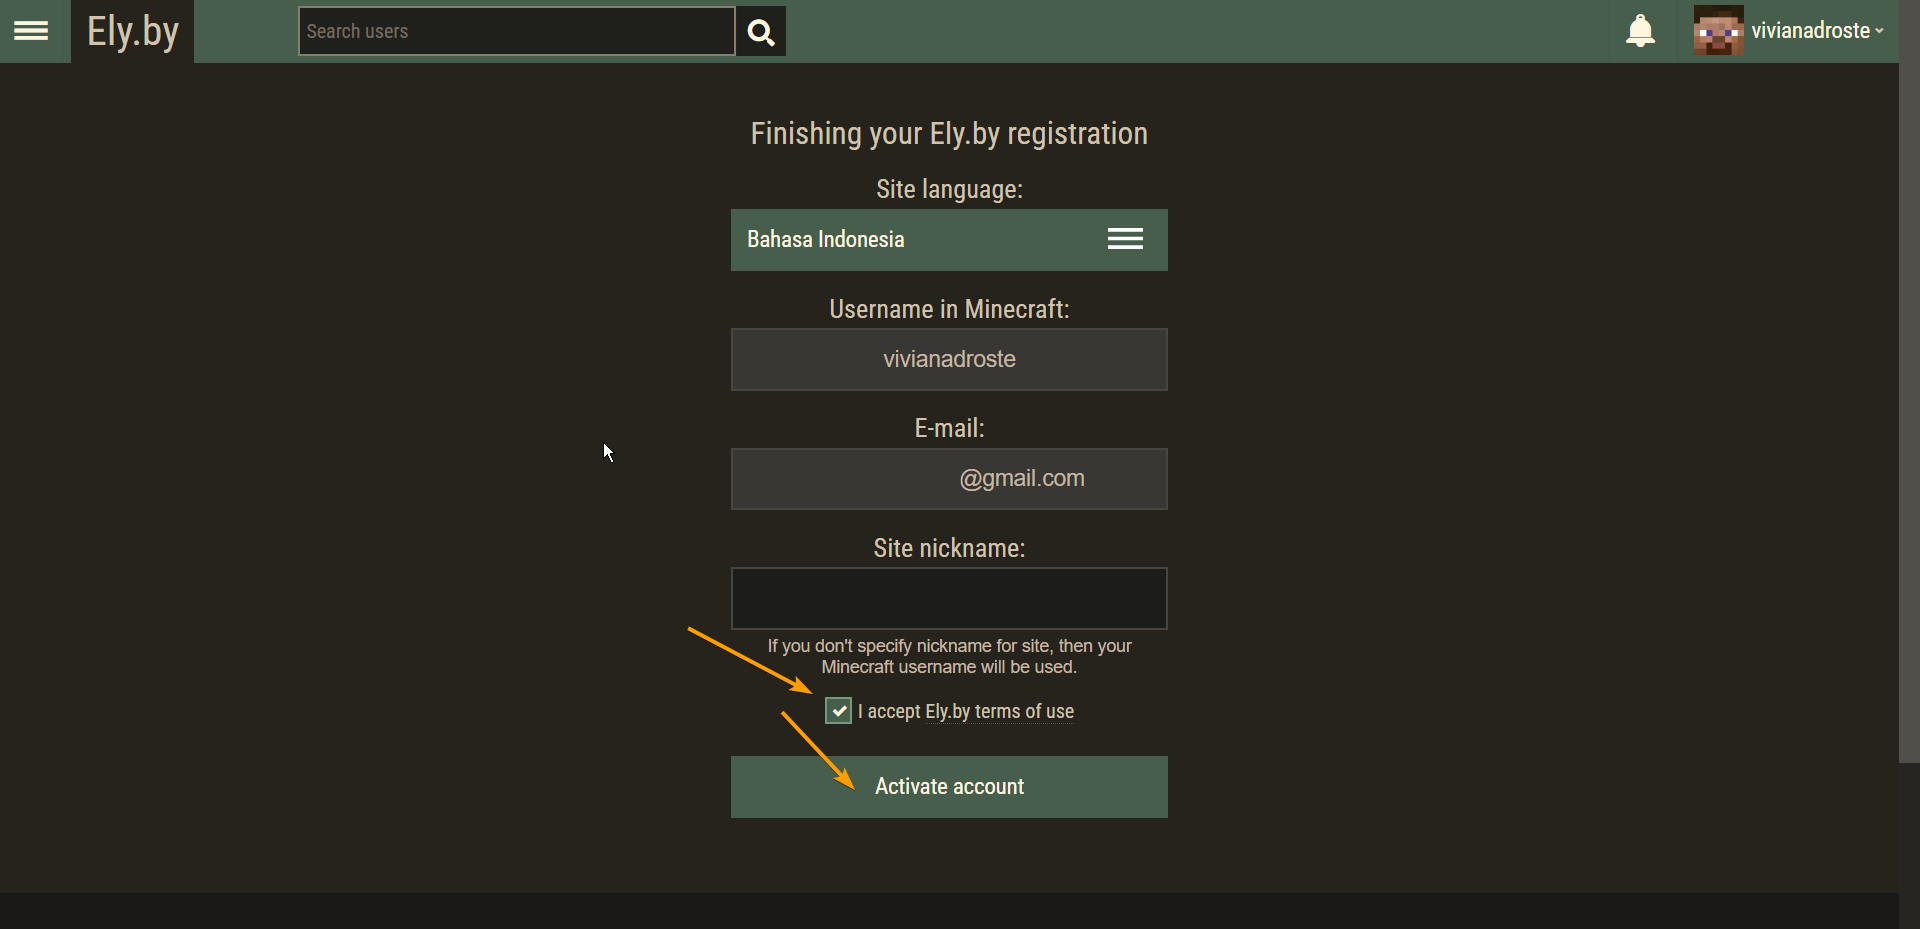 Ely.by
Search users
vivianadroste
Finishing your Ely.by registration
Site language:
Bahasa Indonesia
Username in Minecraft:
vivianadroste
E-mail:
@gmail.com
Site nickname:
If you don't specify nickname for site, then your
Minecraft username will be used.
I accept Ely.by terms of use
Activate account